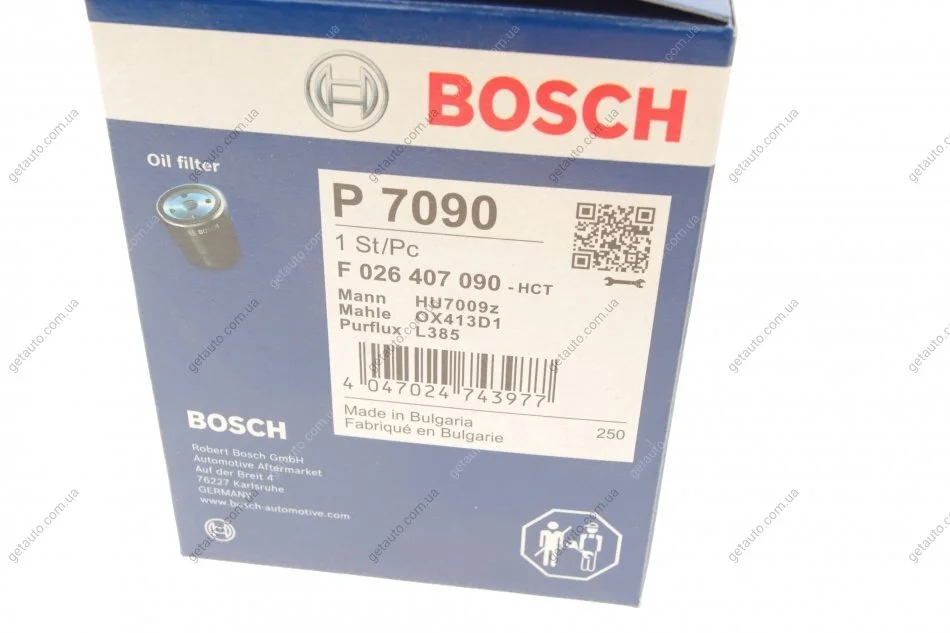 BOSCH
Oil filter
BOSCH
P 7090
1 St/Pc
F 026 407 090 - HCT
Mann HU7009z
Mahle OX413D1
Purflux L385
4 047024 743977
Made in Bulgaria
Fabriqué en Bulgarie
250
BOSCH
Robert Bosch GmbH
Automotive Aftermarket
Auf der Breit 4
76227 Karlsruhe
GERMANY
www.bosch-automotive.com
getauto.com.ua